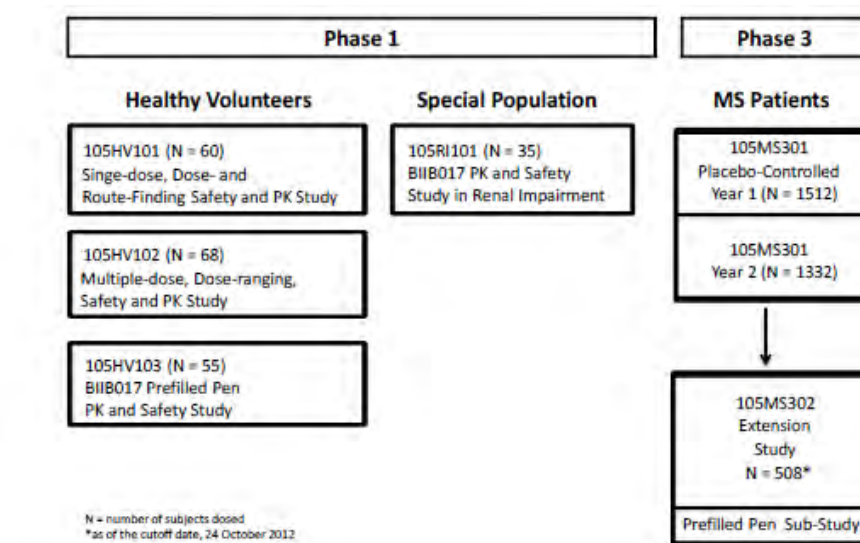 Phase 1
Phase 3
Healthy Volunteers
Special Population
MS Patients
105HV101 (N = 60)
Singe-dose, Dose- and
Route-Finding Safety and PK Study
105RI101 (N = 35)
BIIB017 PK and Safety
Study in Renal Impairment
105MS301
Placebo-Controlled
Year 1 (N = 1512)
105HV102 (N = 68)
Multiple-dose, Dose-ranging,
Safety and PK Study
105MS301
Year 2 (N = 1332)
105HV103 (N = 55)
BIIB017 Prefilled Pen
PK and Safety Study
105MS302
Extension
Study
N = 508*
Prefilled Pen Sub-Study
N = number of subjects dosed
*as of the cutoff date, 24 October 2012